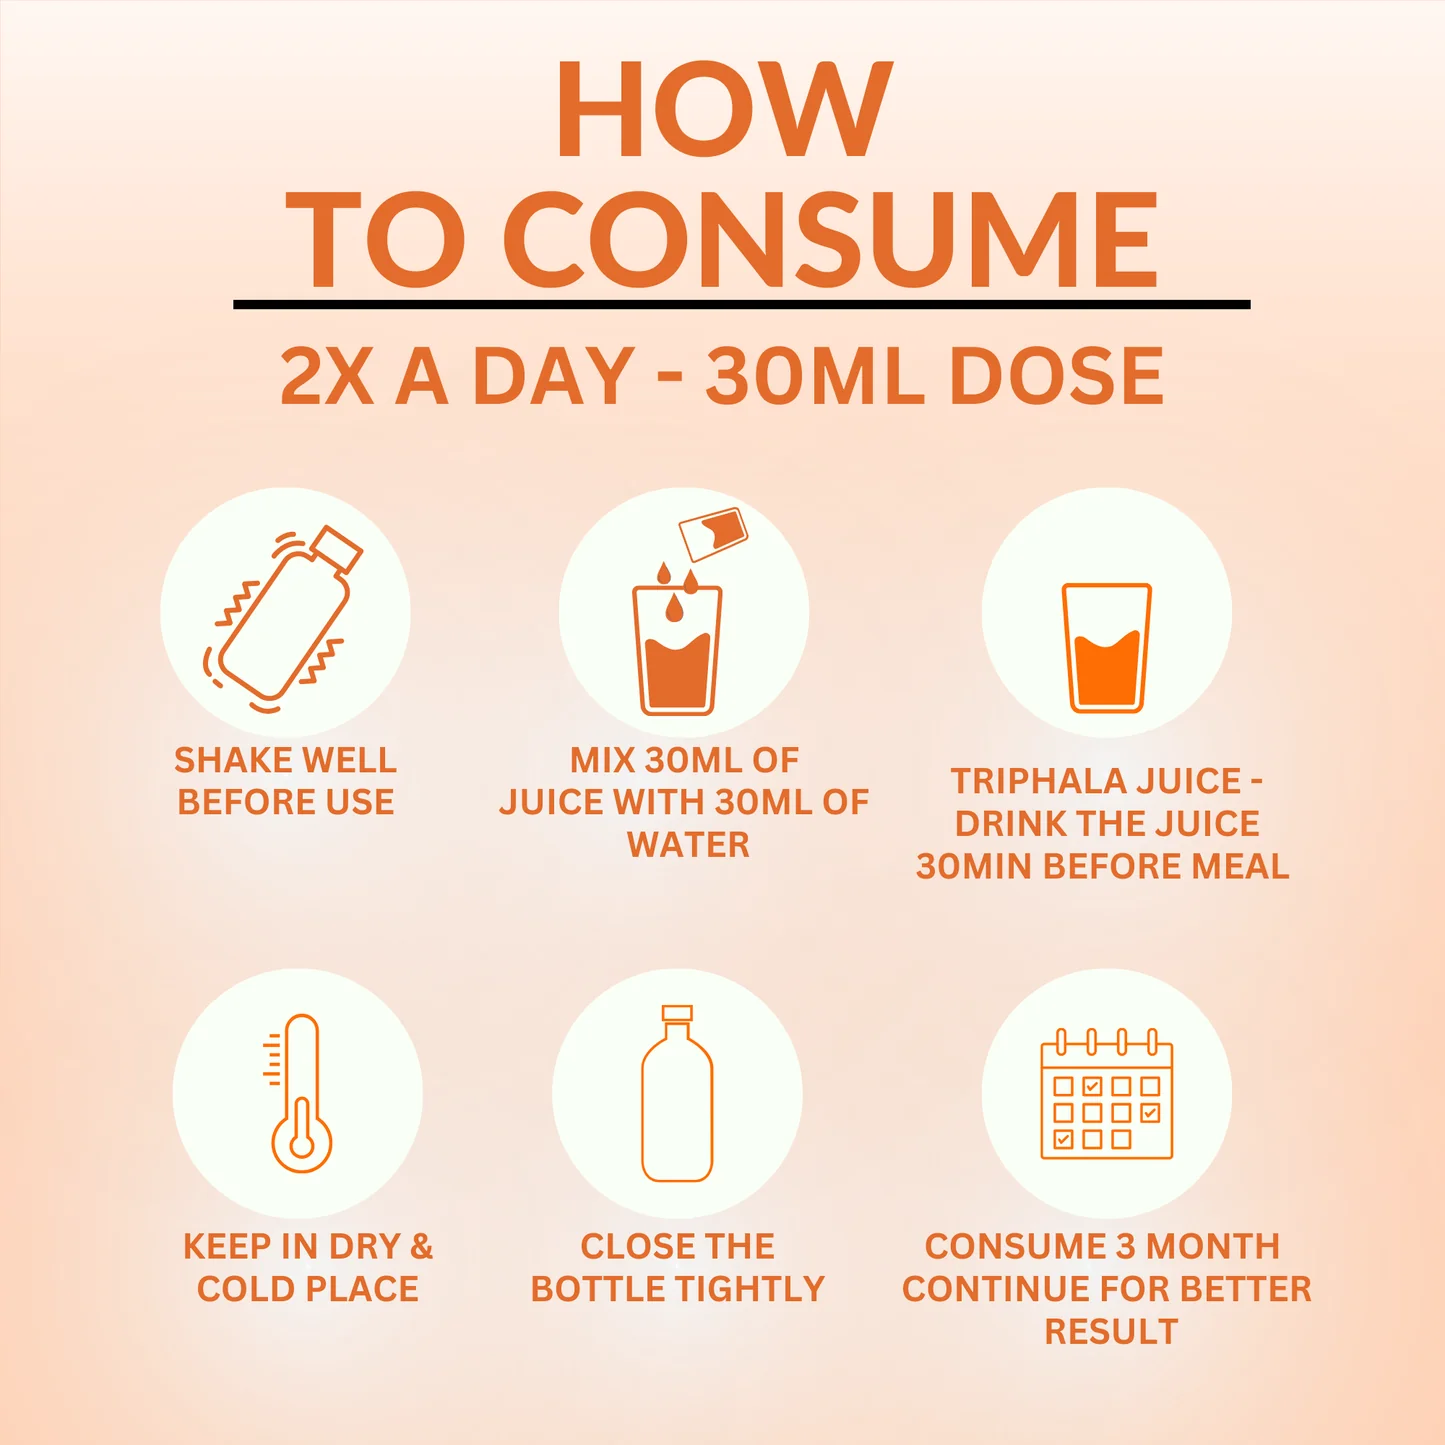 HOW
TO CONSUME
2X A DAY - 30ML DOSE
SHAKE WELL
BEFORE USE
MIX 30ML OF
JUICE WITH 30ML OF
WATER
TRIPHALA JUICE -
DRINK THE JUICE
30MIN BEFORE MEAL
KEEP IN DRY &
COLD PLACE
CLOSE THE
BOTTLE TIGHTLY
CONSUME 3 MONTH
CONTINUE FOR BETTER
RESULT